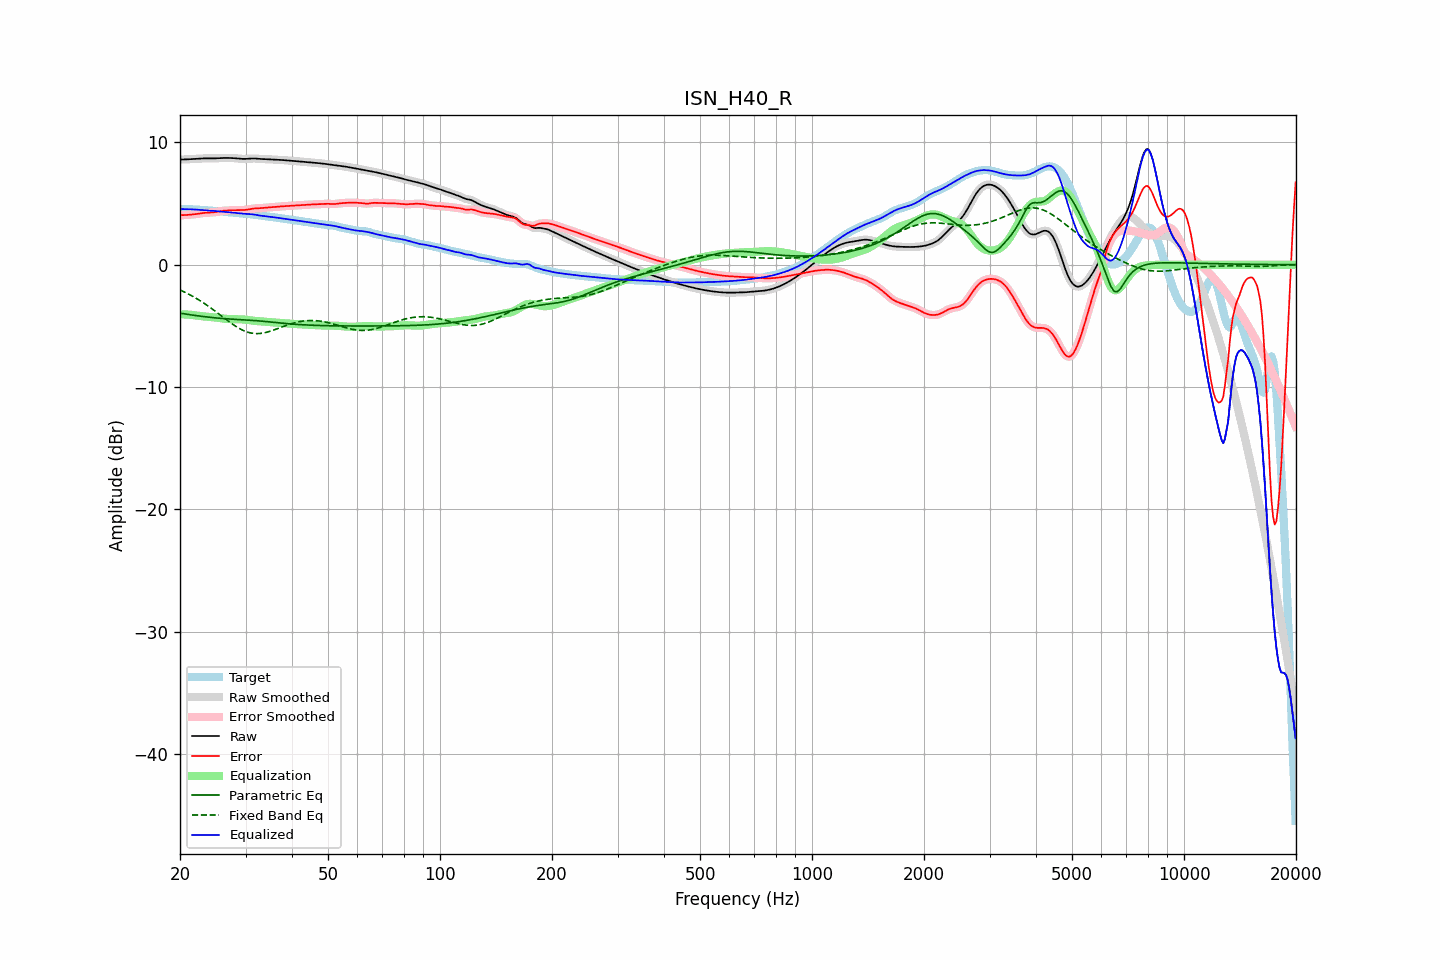 ISN_H40_R
Amplitude (dBr)
10
0
−10
−20
−30
−40
Target
Raw Smoothed
Error Smoothed
Raw
Error
Equalization
Parametric Eq
Fixed Band Eq
Equalized
20 50 100 200 500 1000 2000 5000 10000 20000
Frequency (Hz)